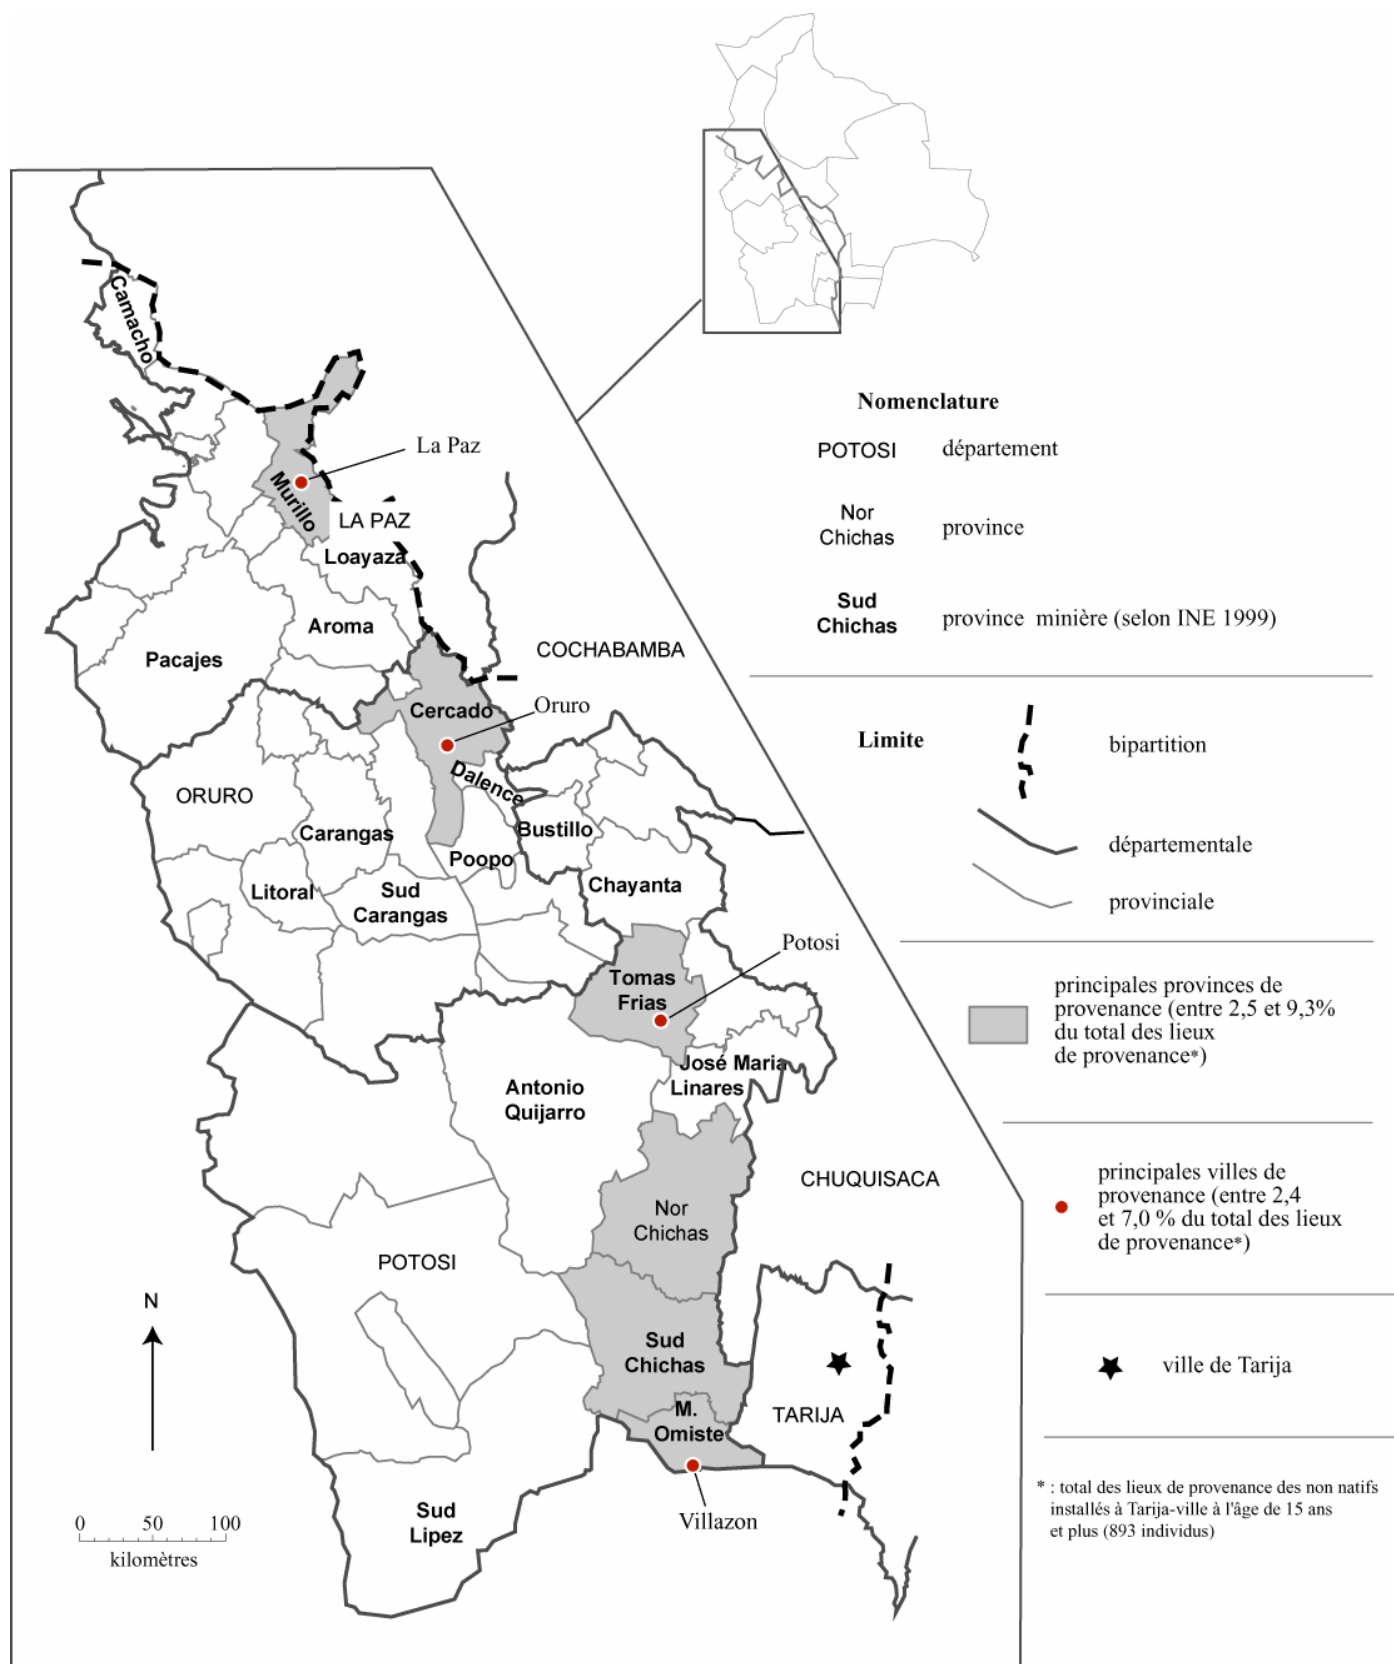 Camacho
La Paz
Murillo
LA PAZ
Loayaza
Aroma
Pacajes
COCHABAMBA
Cercado
Oruro
Dalence
ORURO
Carangas
Bustillo
Poopo
Litoral
Sud
Carangas
Chayanta
Potosi
Tomas
Frias
José Maria
Linares
Antonio
Quijarro
CHUQUISACA
Nor
Chichas
POTOSI
Sud
Chichas
M.
Omiste
TARIJA
Villazon
Sud
Lipez
N
0 50 100
kilomètres
Nomenclature
POTOSI département
Nor
Chichas
province
Sud
Chichas
province minière (selon INE 1999)
Limite
bipartition
départementale
provinciale
principales provinces de
provenance (entre 2,5 et 9,3%
du total des lieux
de provenance*)
principales villes de
provenance (entre 2,4
et 7,0 % du total des lieux
de provenance*)
ville de Tarija
* : total des lieux de provenance des non natifs
installés à Tarija-ville à l'âge de 15 ans
et plus (893 individus)